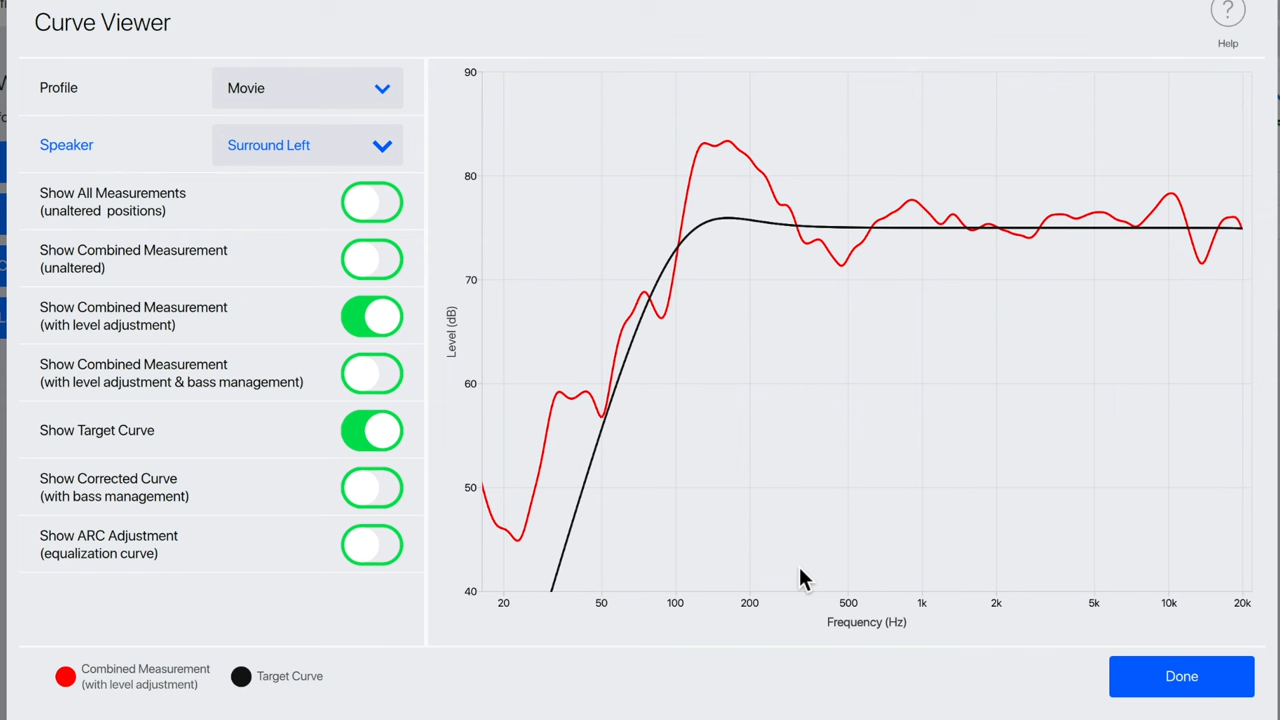 Curve Viewer
?
Help
Profile
Movie
Speaker
Surround Left
Show All Measurements
(unaltered positions)
Show Combined Measurement
(unaltered)
Show Combined Measurement
(with level adjustment)
Show Combined Measurement
(with level adjustment & bass management)
Show Target Curve
Show Corrected Curve
(with bass management)
Show ARC Adjustment
(equalization curve)
90
80
70
60
50
40
Level (dB)
20 50 100 200 500 1k 2k 5k 10k 20k
Frequency (Hz)
Combined Measurement
(with level adjustment)
Target Curve
Done